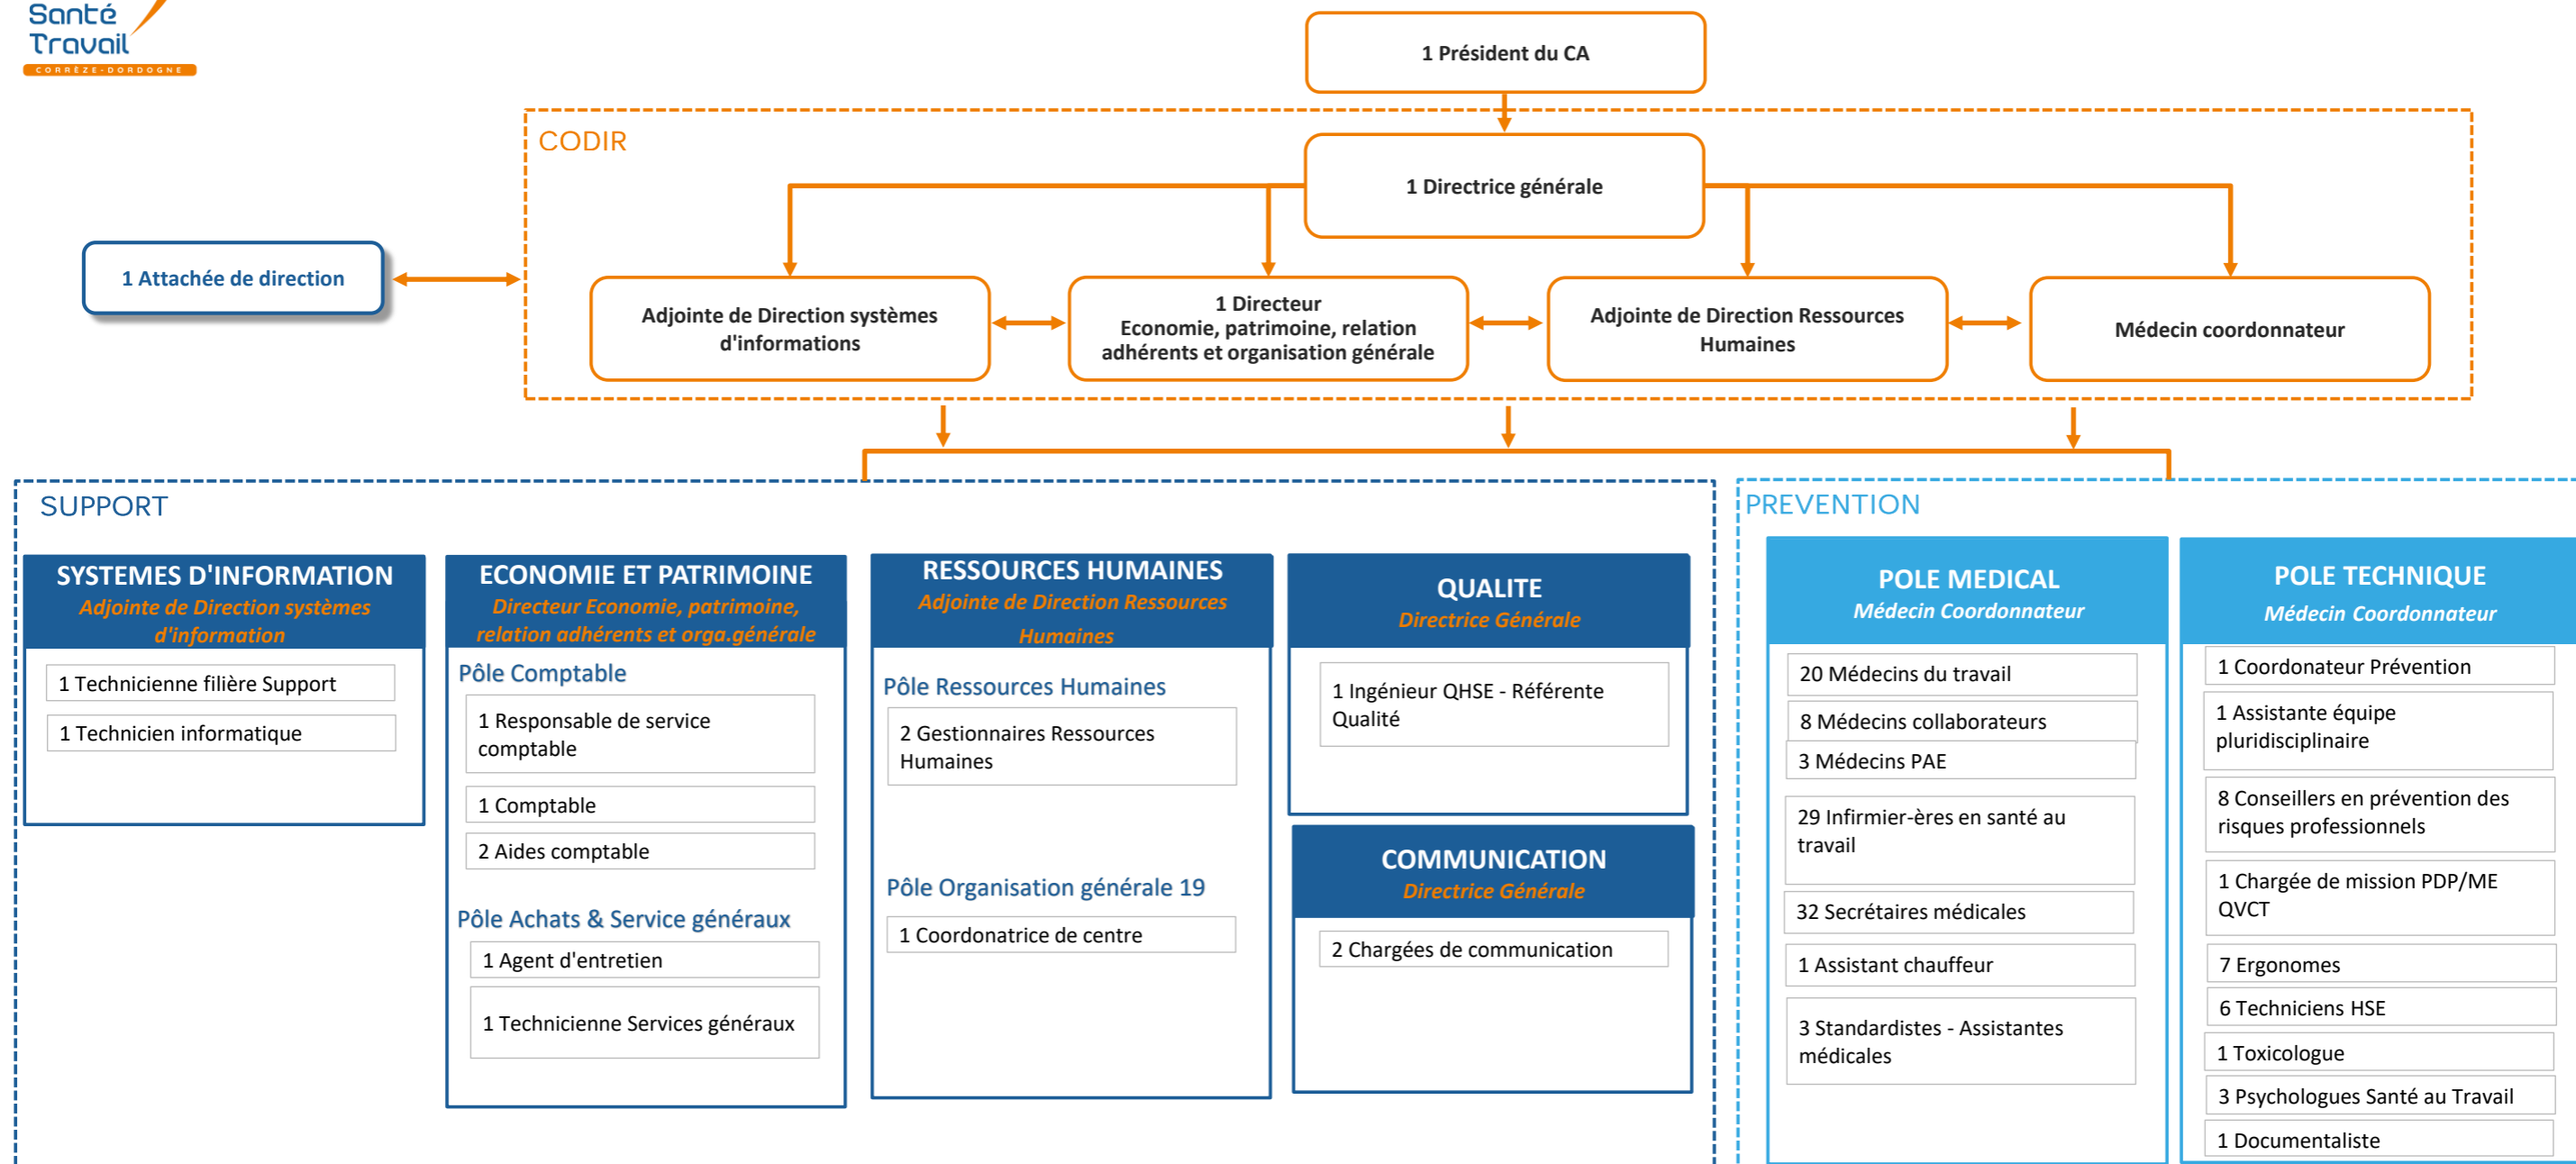 Santé
Travail
CORRÈZE-DORDOGNE
1 Président du CA
CODIR
1 Directrice générale
1 Attachée de direction
Adjointe de Direction systèmes
d'informations
1 Directeur
Economie, patrimoine, relation
adhérents et organisation générale
Adjointe de Direction Ressources
Humaines
Médecin coordonnateur
SUPPORT
SYSTEMES D'INFORMATION
Adjointe de Direction systèmes
d'information
1 Technicienne filière Support
1 Technicien informatique
ECONOMIE ET PATRIMOINE
Directeur Economie, patrimoine,
relation adhérents et orga.générale
Pôle Comptable
1 Responsable de service
comptable
1 Comptable
2 Aides comptable
Pôle Achats & Service généraux
1 Agent d'entretien
1 Technicienne Services généraux
RESSOURCES HUMAINES
Adjointe de Direction Ressources
Humaines
Pôle Ressources Humaines
2 Gestionnaires Ressources
Humaines
Pôle Organisation générale 19
1 Coordonatrice de centre
QUALITE
Directrice Générale
1 Ingénieur QHSE - Référente
Qualité
COMMUNICATION
Directrice Générale
2 Chargées de communication
PREVENTION
POLE MEDICAL
Médecin Coordonnateur
20 Médecins du travail
8 Médecins collaborateurs
3 Médecins PAE
29 Infirmier-ères en santé au
travail
32 Secrétaires médicales
1 Assistant chauffeur
3 Standardistes - Assistantes
médicales
POLE TECHNIQUE
Médecin Coordonnateur
1 Coordonateur Prévention
1 Assistante équipe
pluridisciplinaire
8 Conseillers en prévention des
risques professionnels
1 Chargée de mission PDP/ME
QVCT
7 Ergonomes
6 Techniciens HSE
1 Toxicologue
3 Psychologues Santé au Travail
1 Documentaliste